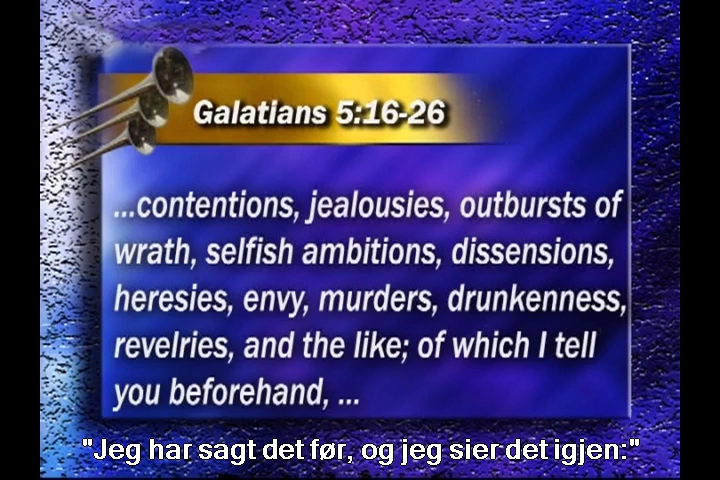 Galatians 5:16-26
...contentions, jealousies, outbursts of
wrath, selfish ambitions, dissensions,
heresies, envy, murders, drunkenness,
revelries, and the like; of which I tell
you beforehand, ...
"Jeg har sagt det før, og jeg sier det igjen:"